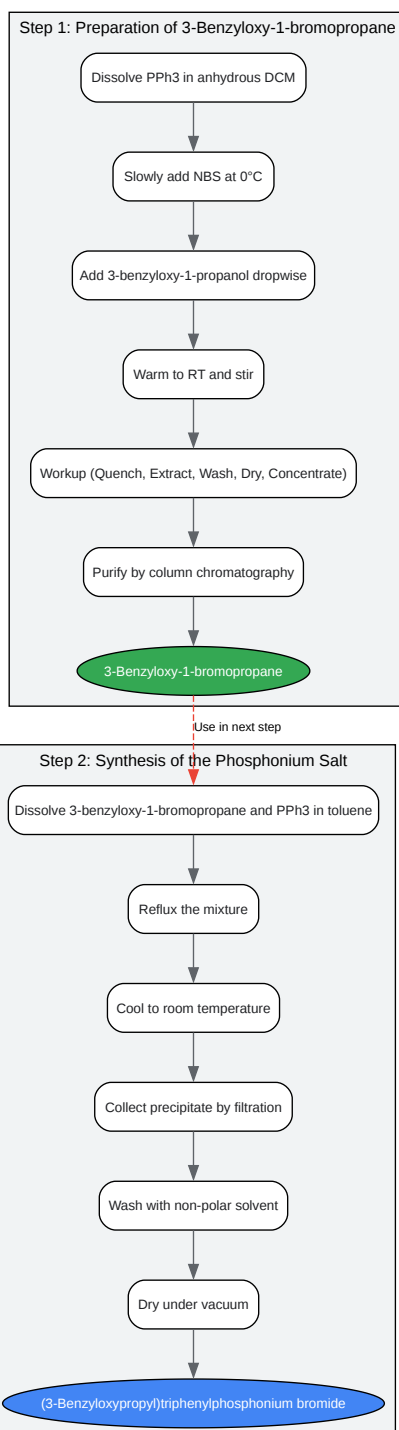 Step 1: Preparation of 3-Benzyloxy-1-bromopropane
Dissolve PPh3 in anhydrous DCM
Slowly add NBS at 0°C
Add 3-benzyloxy-1-propanol dropwise
Warm to RT and stir
Workup (Quench, Extract, Wash, Dry, Concentrate)
Purify by column chromatography
3-Benzyloxy-1-bromopropane
Use in next step
Step 2: Synthesis of the Phosphonium Salt
Dissolve 3-benzyloxy-1-bromopropane and PPh3 in toluene
Reflux the mixture
Cool to room temperature
Collect precipitate by filtration
Wash with non-polar solvent
Dry under vacuum
(3-Benzyloxypropyl)triphenylphosphonium bromide